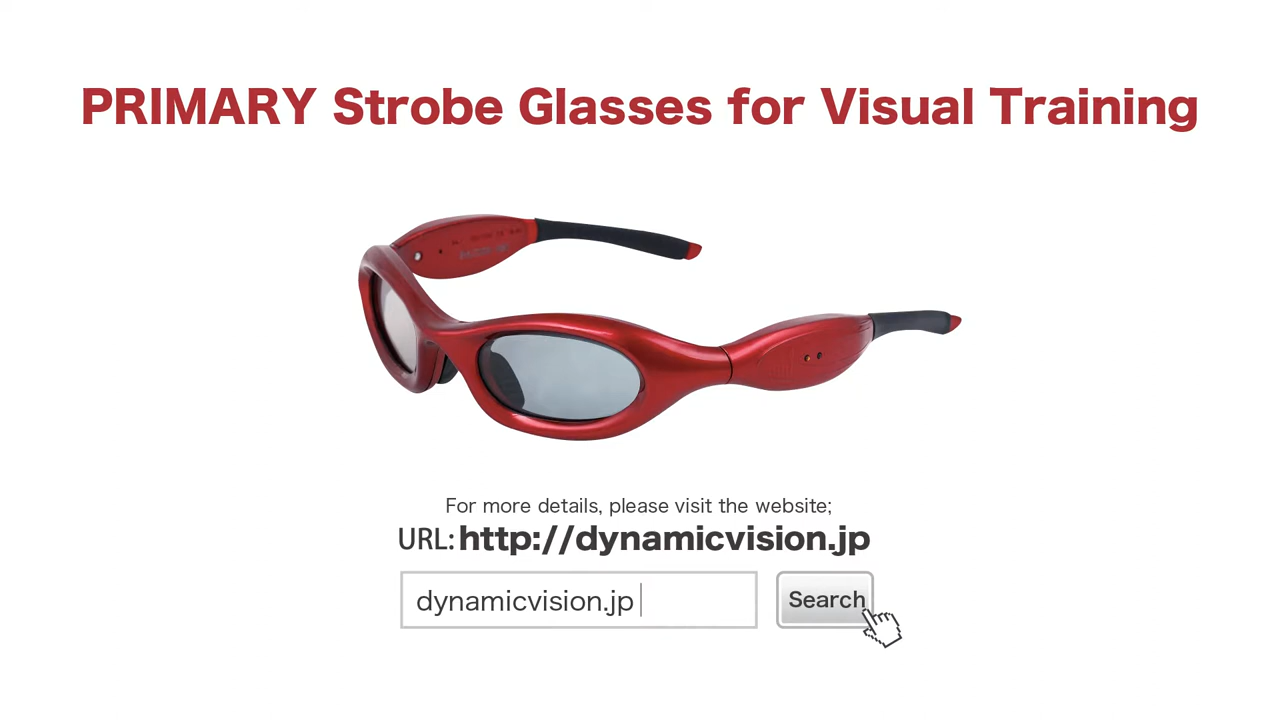 PRIMARY Strobe Glasses for Visual Training
For more details, please visit the website;
URL: http://dynamicvision.jp
dynamicvision.jp
Search